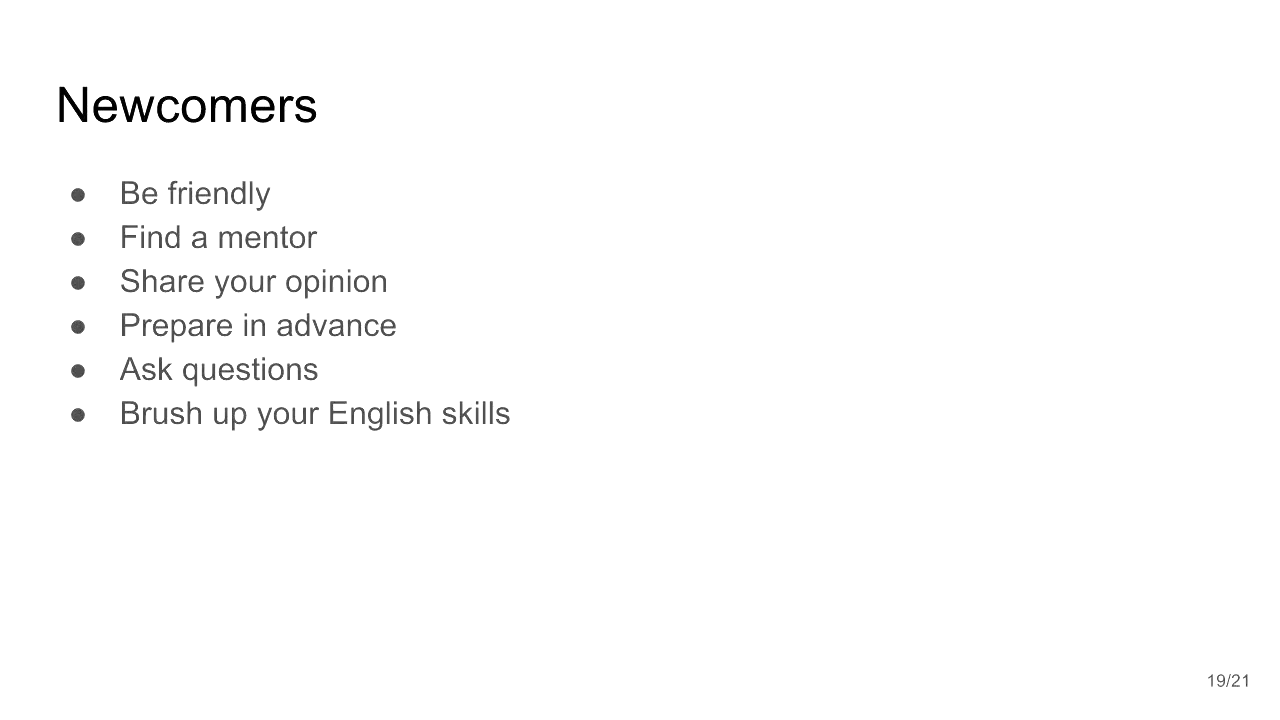 Newcomers
● Be friendly
● Find a mentor
● Share your opinion
● Prepare in advance
● Ask questions
● Brush up your English skills
19/21